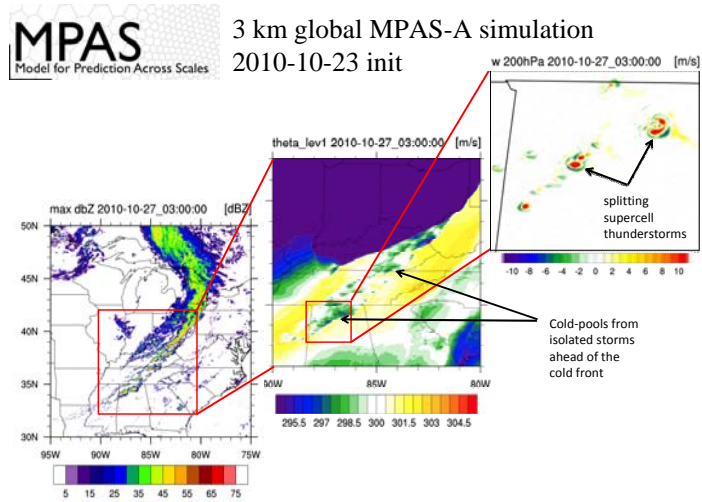 MPAS
Model for Prediction Across Scales
3 km global MPAS-A simulation
2010-10-23 init
w 200hPa 2010-10-27_03:00:00 [m/s]
splitting
supercell
thunderstorms
-10 -8 -6 -4 -2 0 2 4 6 8 10
theta_lev1 2010-10-27_03:00:00 [m/s]
90W 85W 80W
295.5 297 298.5 300 301.5 303 304.5
Cold-pools from
isolated storms
ahead of the
cold front
max dbZ 2010-10-27_03:00:00 [dBZ]
50N
45N
40N
35N
30N
95W 90W 85W 80W 75W
5 15 25 35 45 55 65 75